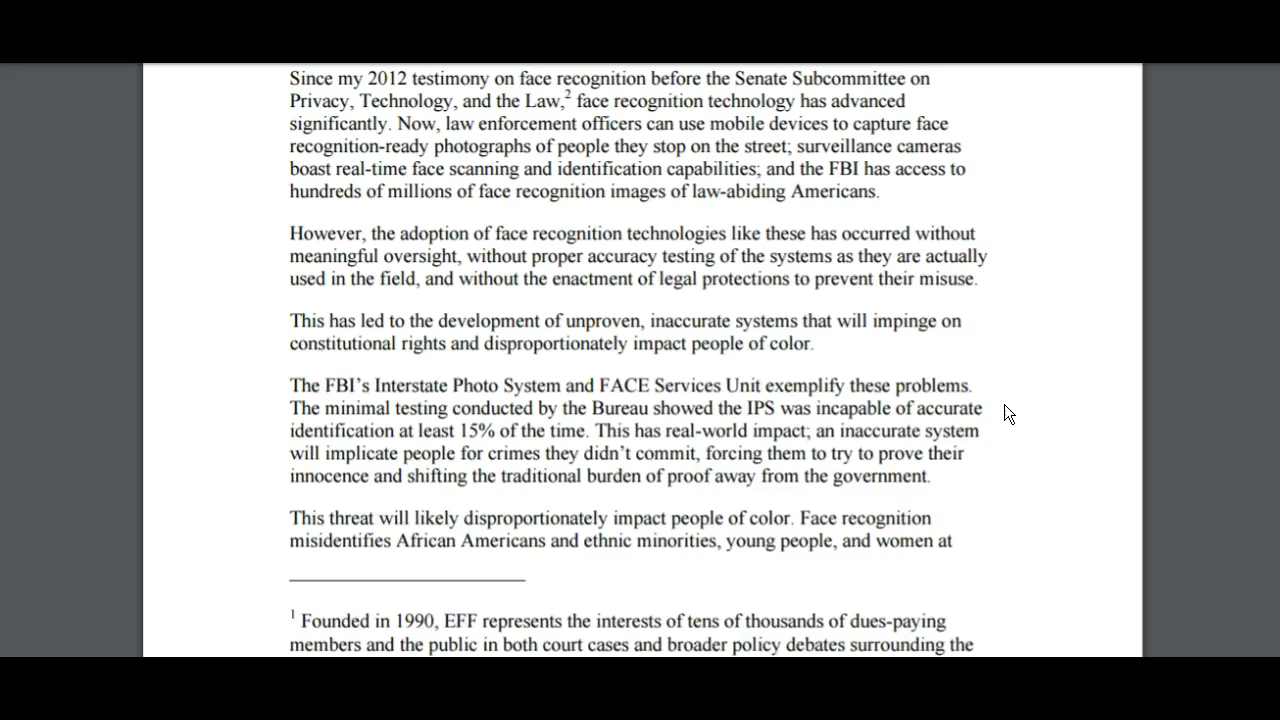 Since my 2012 testimony on face recognition before the Senate Subcommittee on
Privacy, Technology, and the Law,2 face recognition technology has advanced
significantly. Now, law enforcement officers can use mobile devices to capture face
recognition-ready photographs of people they stop on the street; surveillance cameras
boast real-time face scanning and identification capabilities; and the FBI has access to
hundreds of millions of face recognition images of law-abiding Americans.
However, the adoption of face recognition technologies like these has occurred without
meaningful oversight, without proper accuracy testing of the systems as they are actually
used in the field, and without the enactment of legal protections to prevent their misuse.
This has led to the development of unproven, inaccurate systems that will impinge on
constitutional rights and disproportionately impact people of color.
The FBI’s Interstate Photo System and FACE Services Unit exemplify these problems.
The minimal testing conducted by the Bureau showed the IPS was incapable of accurate
identification at least 15% of the time. This has real-world impact; an inaccurate system
will implicate people for crimes they didn’t commit, forcing them to try to prove their
innocence and shifting the traditional burden of proof away from the government.
This threat will likely disproportionately impact people of color. Face recognition
misidentifies African Americans and ethnic minorities, young people, and women at
1 Founded in 1990, EFF represents the interests of tens of thousands of dues-paying
members and the public in both court cases and broader policy debates surrounding the